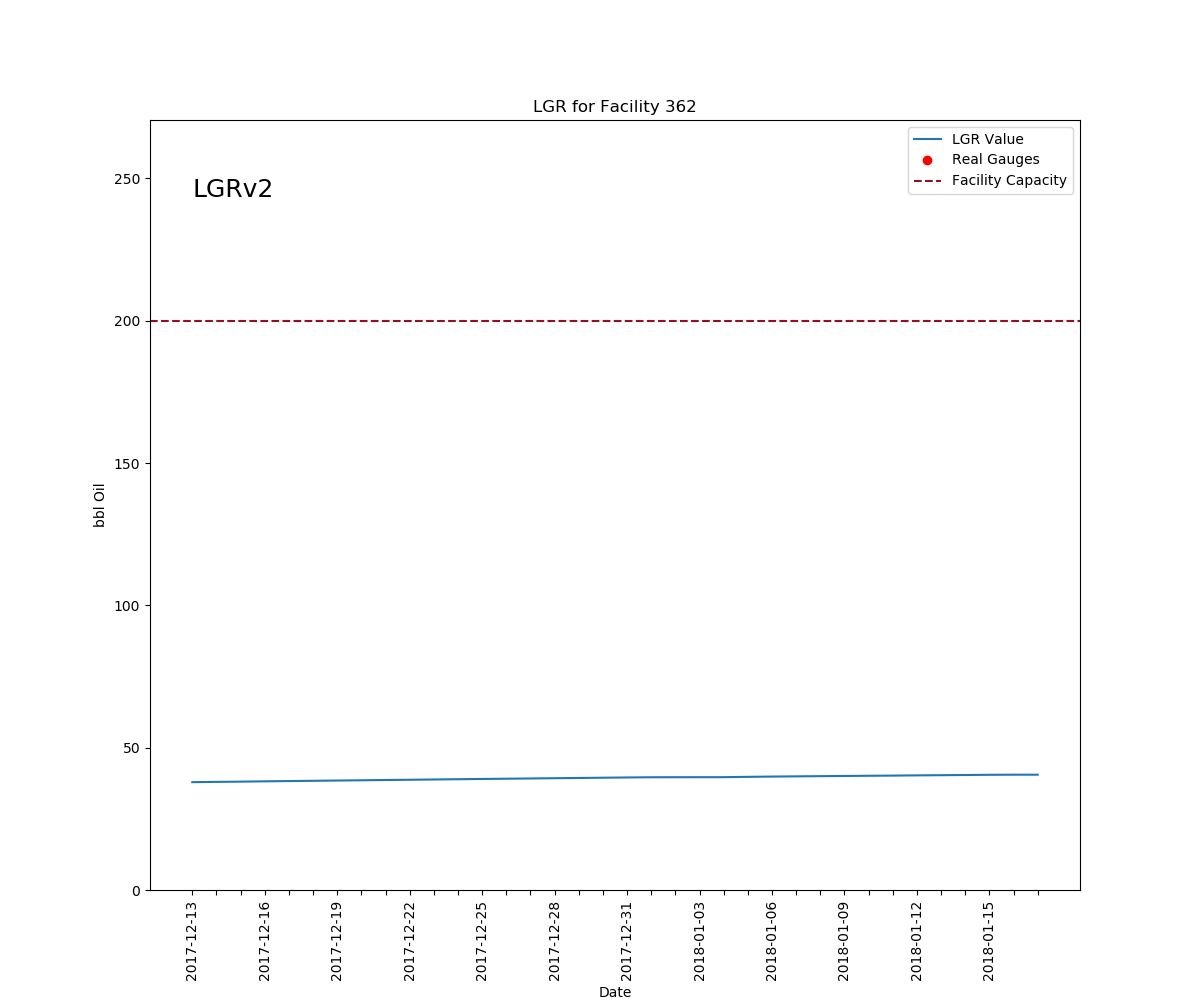 LGR for Facility 362
LGR Value
Real Gauges
Facility Capacity
LGRv2
250
200
150
100
50
0
bbl Oil
2017-12-13
2017-12-16
2017-12-19
2017-12-22
2017-12-25
2017-12-28
2017-12-31
2018-01-03
2018-01-06
2018-01-09
2018-01-12
2018-01-15
Date